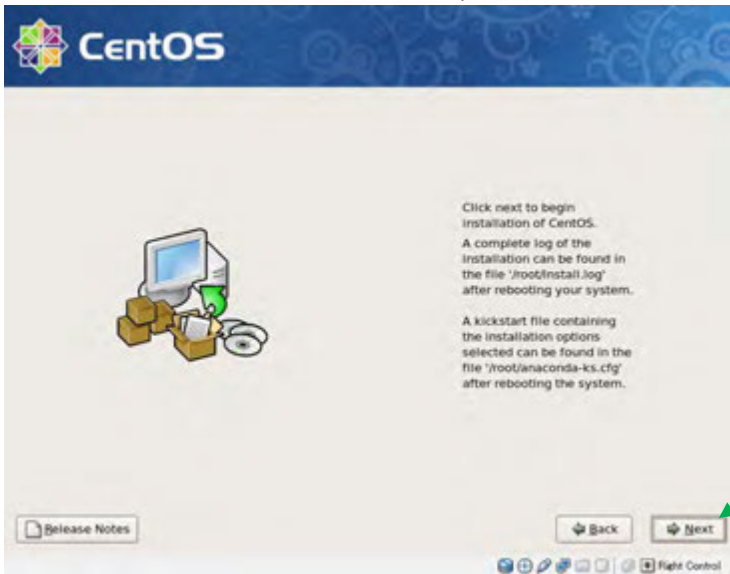 CentOS
Click next to begin
installation of CentOS.
A complete log of the
installation can be found in
the file '/root/install.log'
after rebooting your system.
A kickstart file containing
the installation options
selected can be found in the
file '/root/anaconda-ks.cfg'
after rebooting the system.
Release Notes
Back
Next
Right Control